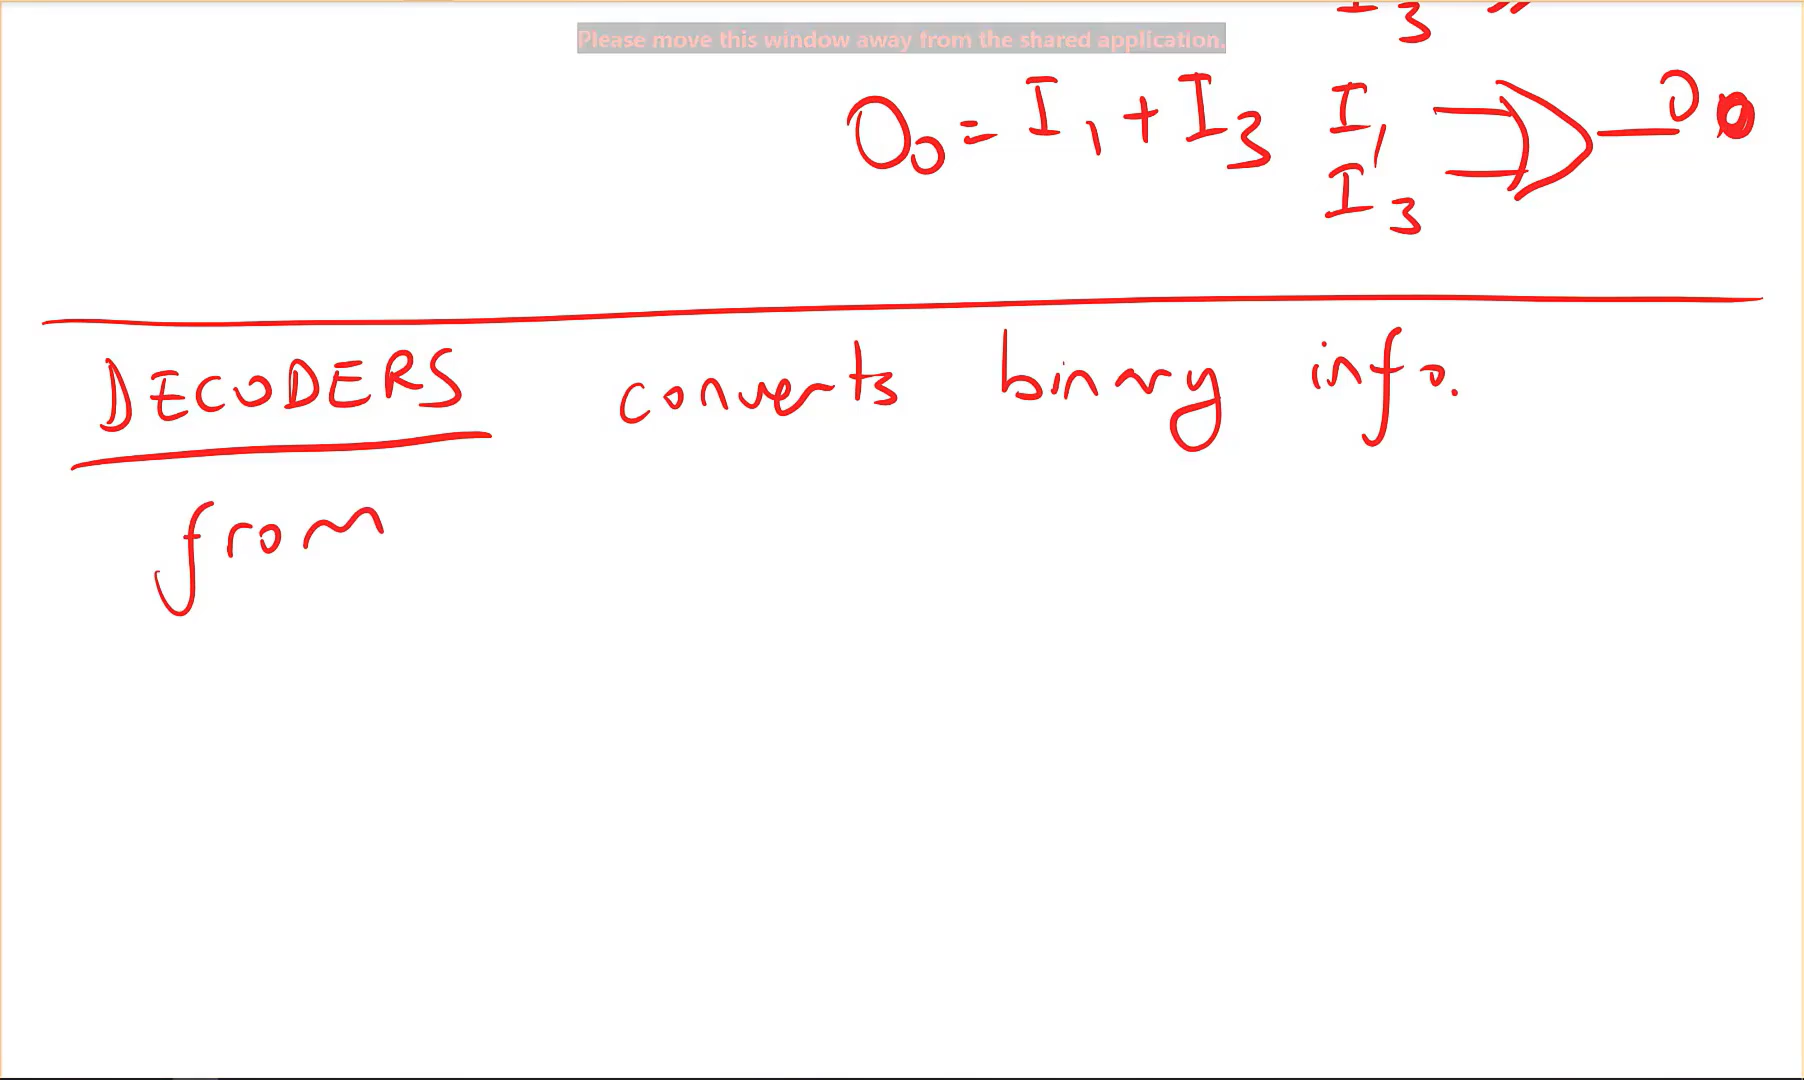 I3
Please move this window away from the shared application.
O0 = I1 + I3 I1 O0
I3
DECODERS converts binary info.
from